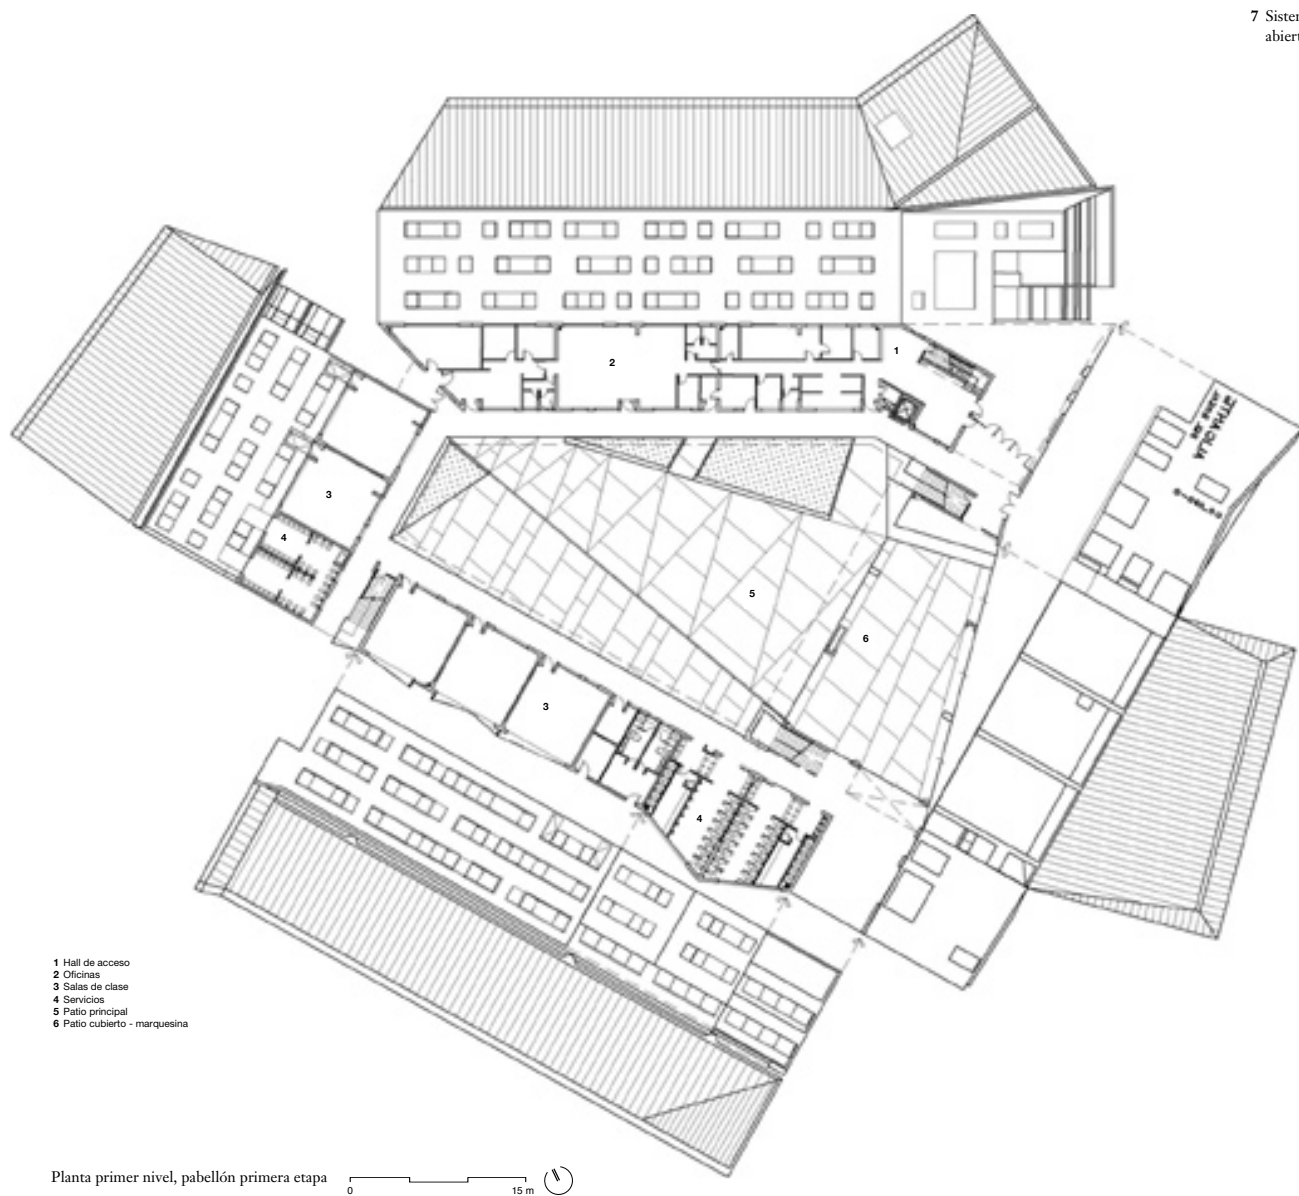 7 Sister
abiert
2
1
3
4
5
6
3
4
1 Hall de acceso
2 Oficinas
3 Salas de clase
4 Servicios
5 Patio principal
6 Patio cubierto - marquesina
Planta primer nivel, pabellón primera etapa
0 15 m